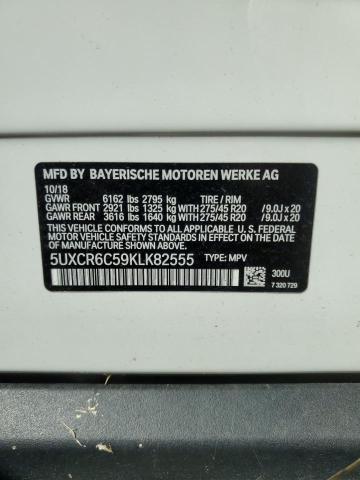 MFD BY BAYERISCHE MOTOREN WERKE AG
10/18
GVWR 6162 lbs 2795 kg TIRE / RIM
GAWR FRONT 2921 lbs 1325 kg 275/45 R20 /9.0J x 20
GAWR REAR 3616 lbs 1640 kg 275/45 R20 /9.0J x 20
THIS VEHICLE CONFORMS TO ALL APPLICABLE U. S. FEDERAL
MOTOR VEHICLE SAFETY AND THEFT PREVENTION STANDARDS
IN EFFECT ON THE DATE OF MANUFACTURE SHOWN ABOVE.
5UXCR6C59KLK82555 TYPE: MPV
300U
7 320 729